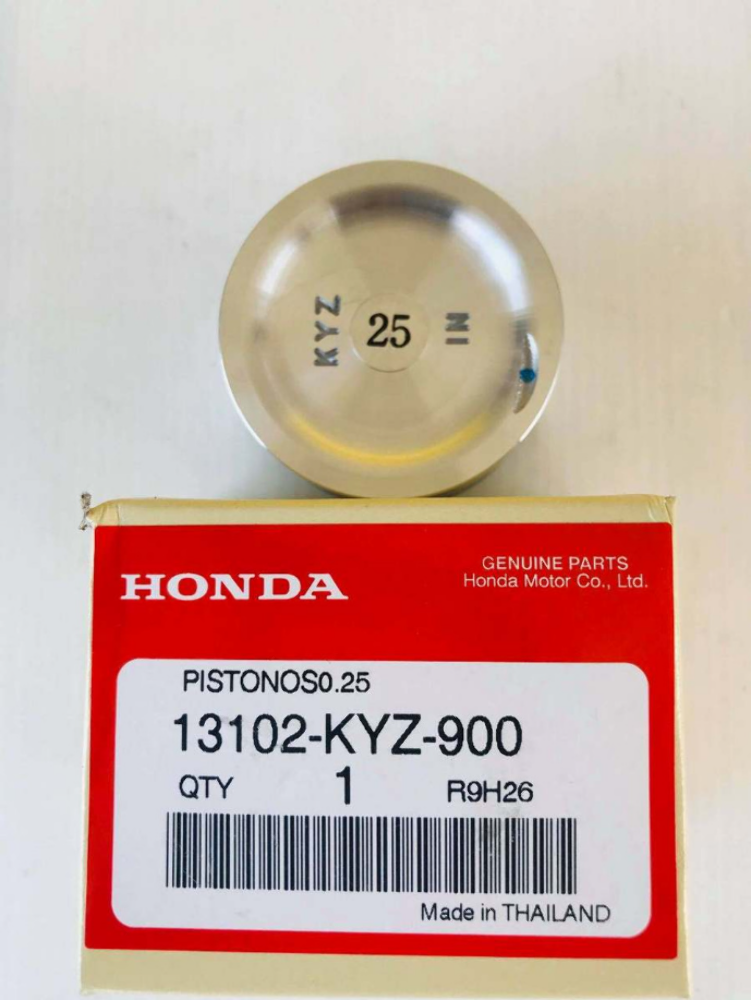 KYZ
25
IN
HONDA
GENUINE PARTS
Honda Motor Co., Ltd.
PISTONOS0.25
13102-KYZ-900
QTY 1 R9H26
Made in THAILAND